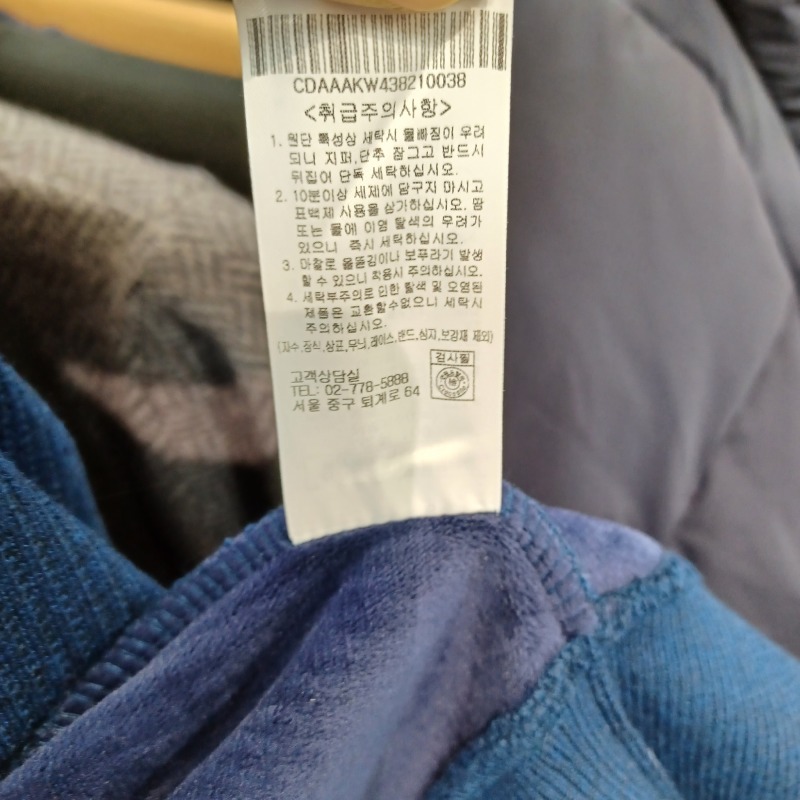 CDAAAKW438210038
<취급주의사항>
1. 원단 특성상 세탁시 물빠짐이 우려
되니 지퍼,단추 잠그고 반드시
뒤집어 단독 세탁하십시오.
2. 10분이상 세제에 담구지 마시고
표백제 사용을 삼가하십시오. 땀
또는 물에 의염 탈색의 우려가
있으니 즉시 세탁하십시오.
3. 마찰로 올뜯김이나 보푸라기 발생
할 수 있으니 착용시 주의하십시오.
4. 세탁부주의로 인한 탈색 및 오염된
제품은 교환할수없으니 세탁시
주의하십시오.
(자수,장식,상표,무늬,레이스,밴드,심지,보강재 제외)
검사필
고객상담실
TEL: 02-778-5888
서울 중구 퇴계로 64